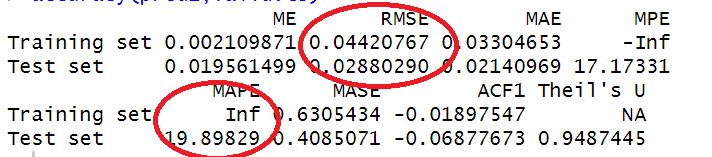 ME RMSE MAE MPE
Training set 0.002109871 0.04420767 0.03304653 -Inf
Test set 0.019561499 0.02880290 0.02140969 17.17331
MAPE MASE ACF1 Theil's U
Training set Inf 0.6305434 -0.01897547 NA
Test set 19.89829 0.4085071 -0.06877673 0.9487445